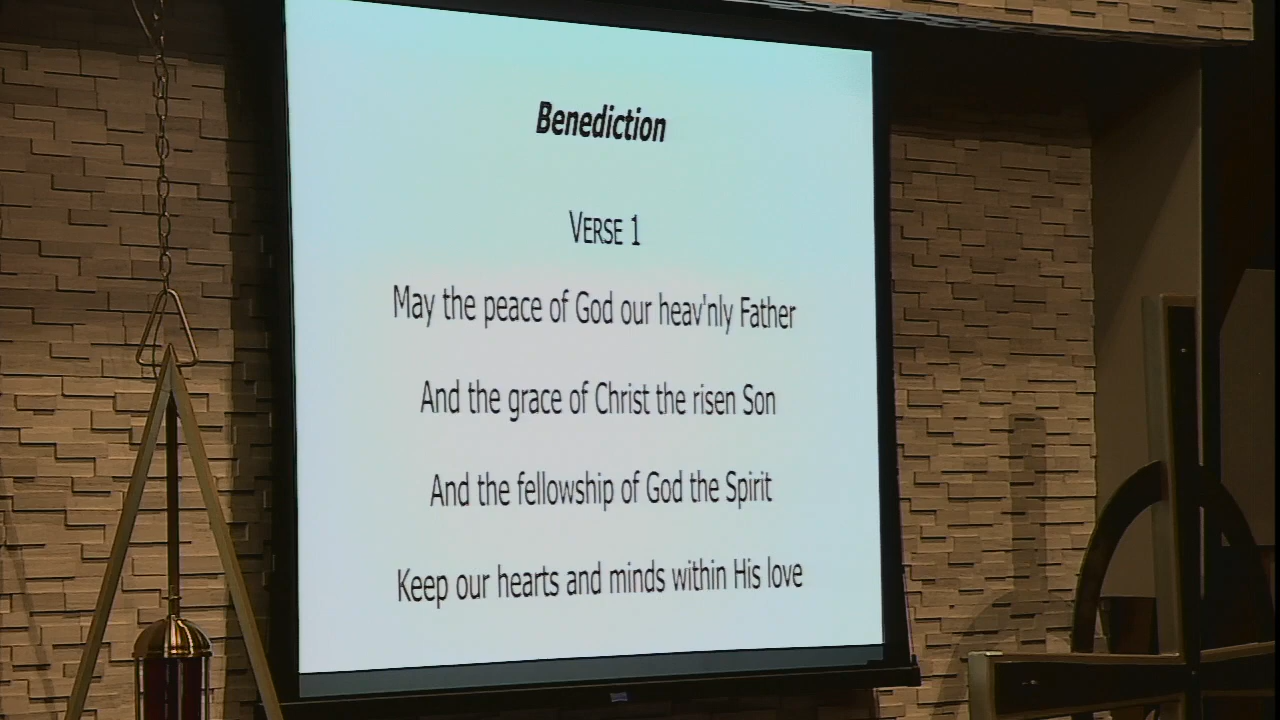 Benediction
VERSE 1
May the peace of God our heav'nly Father
And the grace of Christ the risen Son
And the fellowship of God the Spirit
Keep our hearts and minds within His love